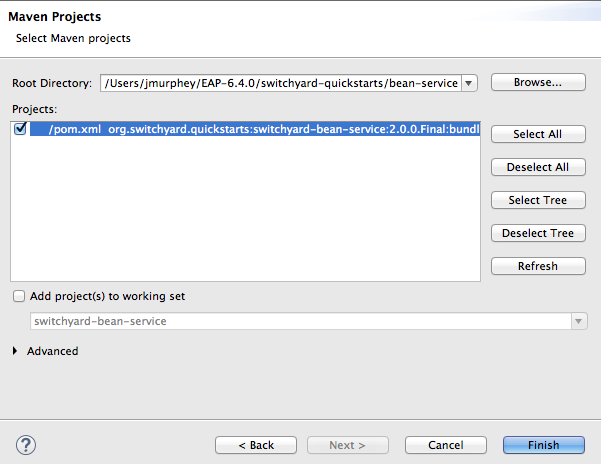 Maven Projects
Select Maven projects
Root Directory: /Users/jmurphey/EAP-6.4.0/switchyard-quickstarts/bean-service Browse...
Projects:
/pom.xml org.switchyard.quickstarts:switchyard-bean-service:2.0.0.Final:bundl
Select All
Deselect All
Select Tree
Deselect Tree
Refresh
Add project(s) to working set
switchyard-bean-service
Advanced
? < Back Next > Cancel Finish